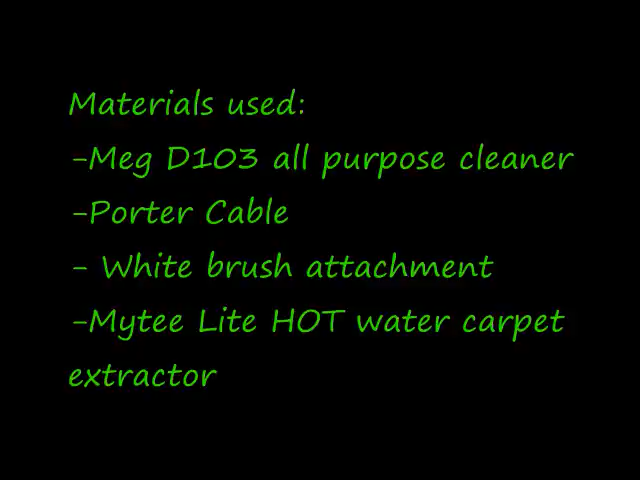 Materials used:
-Meg D103 all purpose cleaner
-Porter Cable
- White brush attachment
-Mytee Lite HOT water carpet
extractor